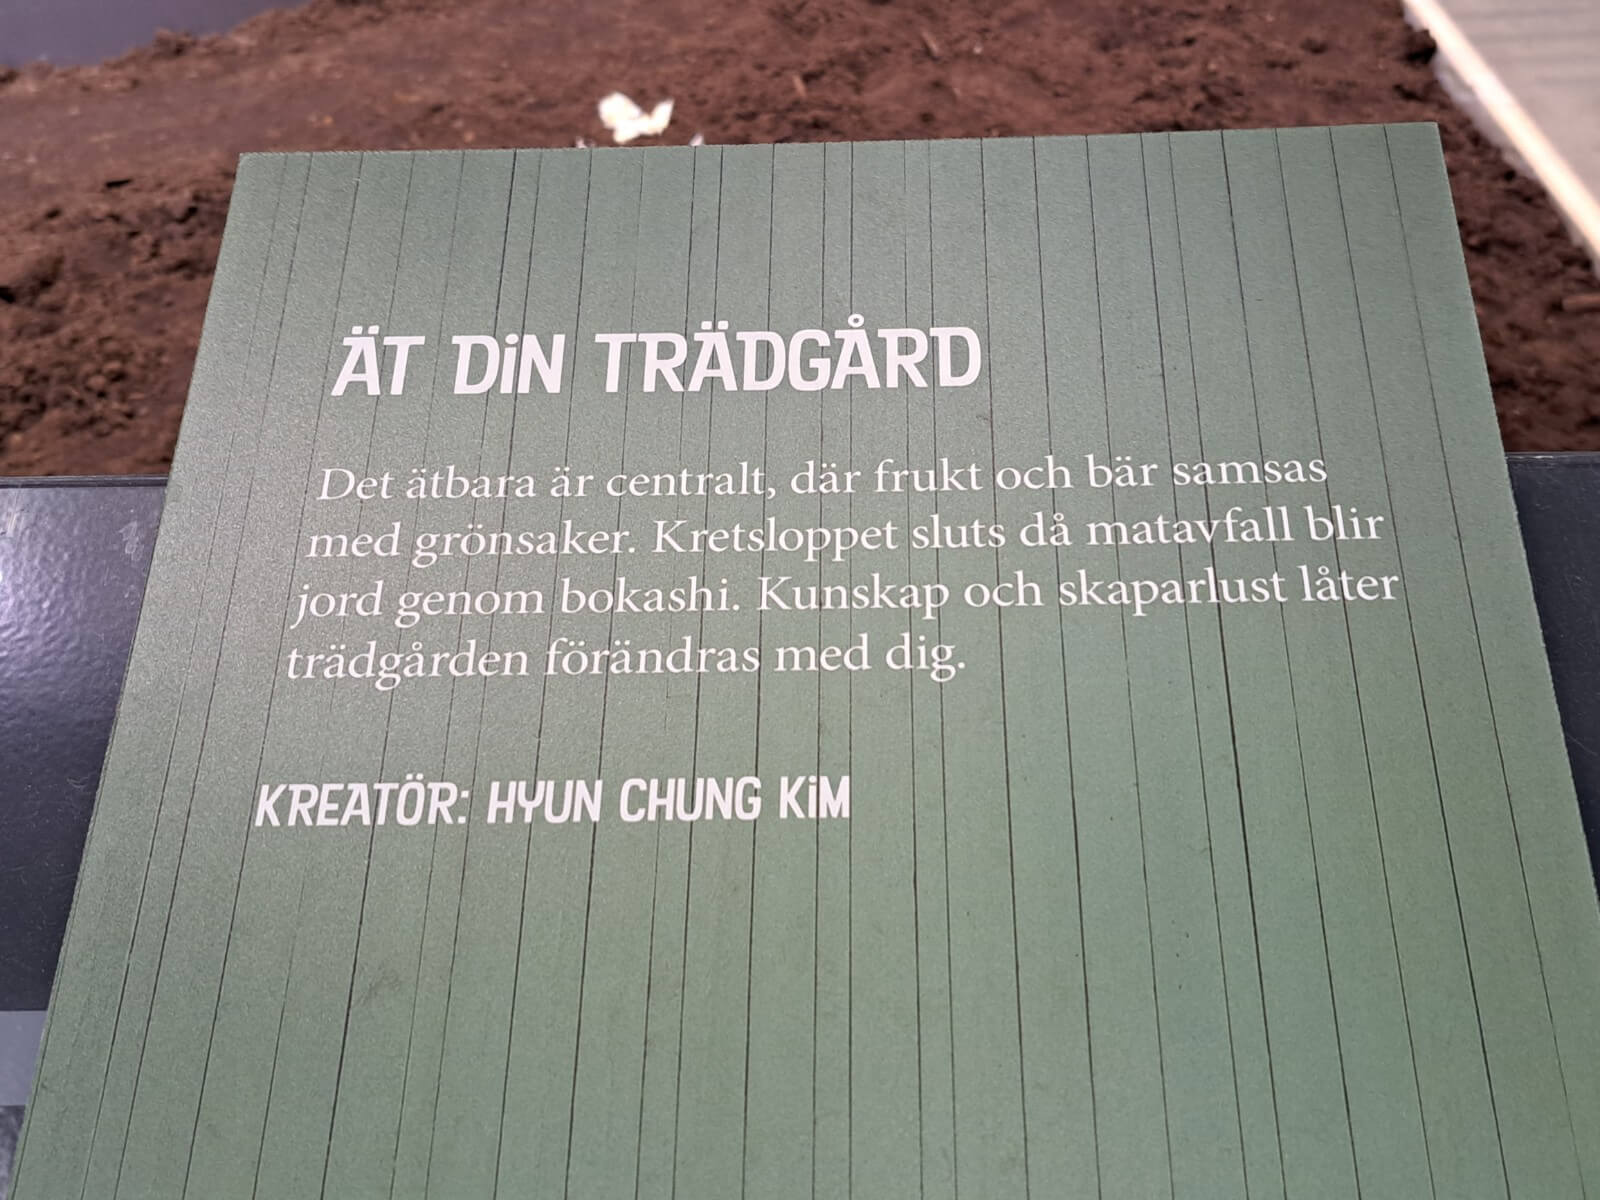 ÄT DiN TRÄDGÅRD
Det ätbara är centralt, där frukt och bär samsas
med grönsaker. Kretsloppet sluts då matavfall blir
jord genom bokashi. Kunskap och skaparlust låter
trädgården förändras med dig.
KREATÖR: HYUN CHUNG KiM